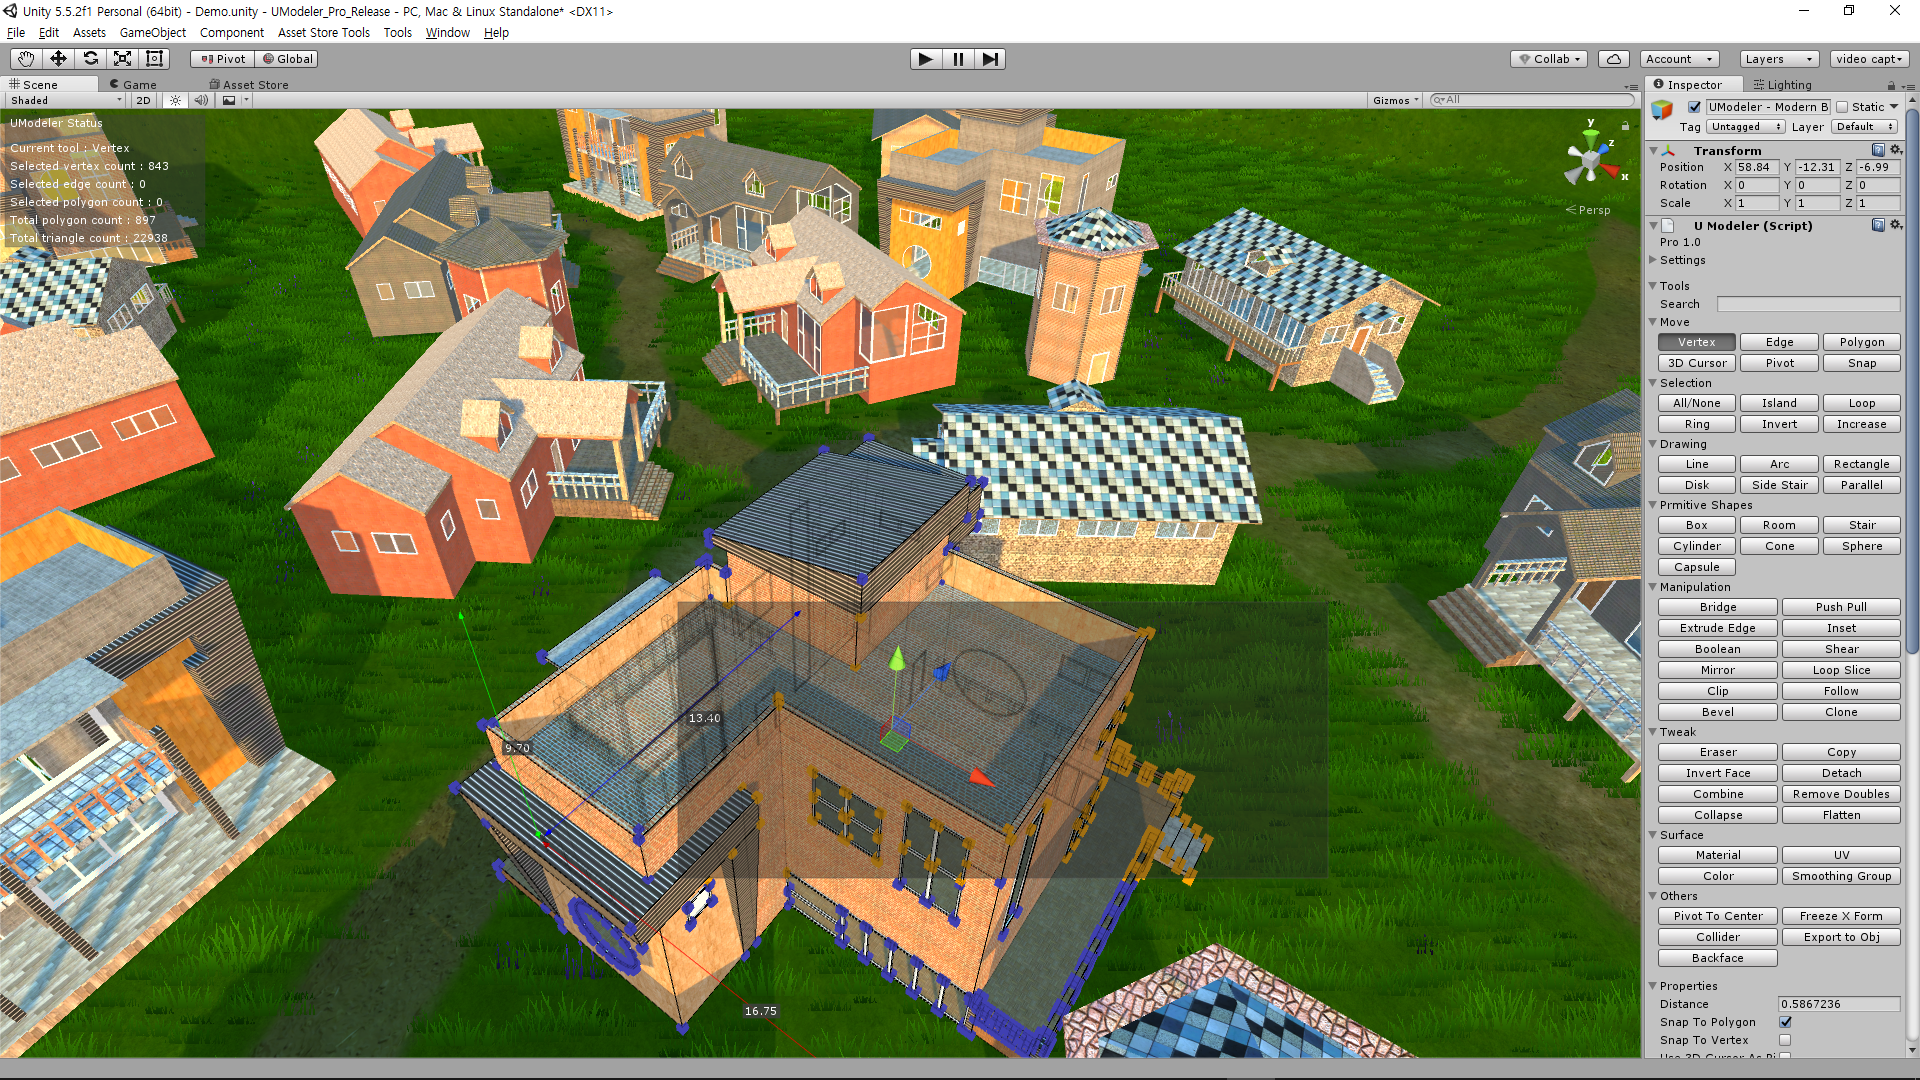 Unity 5.5.2f1 Personal (64bit) - Demo.unity - UModeler_Pro_Release - PC, Mac & Linux Standalone* <DX11>
File Edit Assets GameObject Component Asset Store Tools Tools Window Help
Pivot Global Collab Account Layers video capt
Scene Game Asset Store Inspector Lighting
Shaded 2D Gizmos All
UModeler Status
Current tool : Vertex
Selected vertex count : 843
Selected edge count : 0
Selected polygon count : 0
Total polygon count : 897
Total triangle count : 22938
y
z
x
Persp
13.40
9.70
16.75
UModeler - Modern B Static
Tag Untagged Layer Default
Transform
Position X 58.84 Y -12.31 Z -6.99
Rotation X 0 Y 0 Z 0
Scale X 1 Y 1 Z 1
U Modeler (Script)
Pro 1.0
Settings
Tools
Search
Move
Vertex Edge Polygon
3D Cursor Pivot Snap
Selection
All/None Island Loop
Ring Invert Increase
Drawing
Line Arc Rectangle
Disk Side Stair Parallel
Prmitive Shapes
Box Room Stair
Cylinder Cone Sphere
Capsule
Manipulation
Bridge Push Pull
Extrude Edge Inset
Boolean Shear
Mirror Loop Slice
Clip Follow
Bevel Clone
Tweak
Eraser Copy
Invert Face Detach
Combine Remove Doubles
Collapse Flatten
Surface
Material UV
Color Smoothing Group
Others
Pivot To Center Freeze X Form
Collider Export to Obj
Backface
Properties
Distance 0.5867236
Snap To Polygon
Snap To Vertex